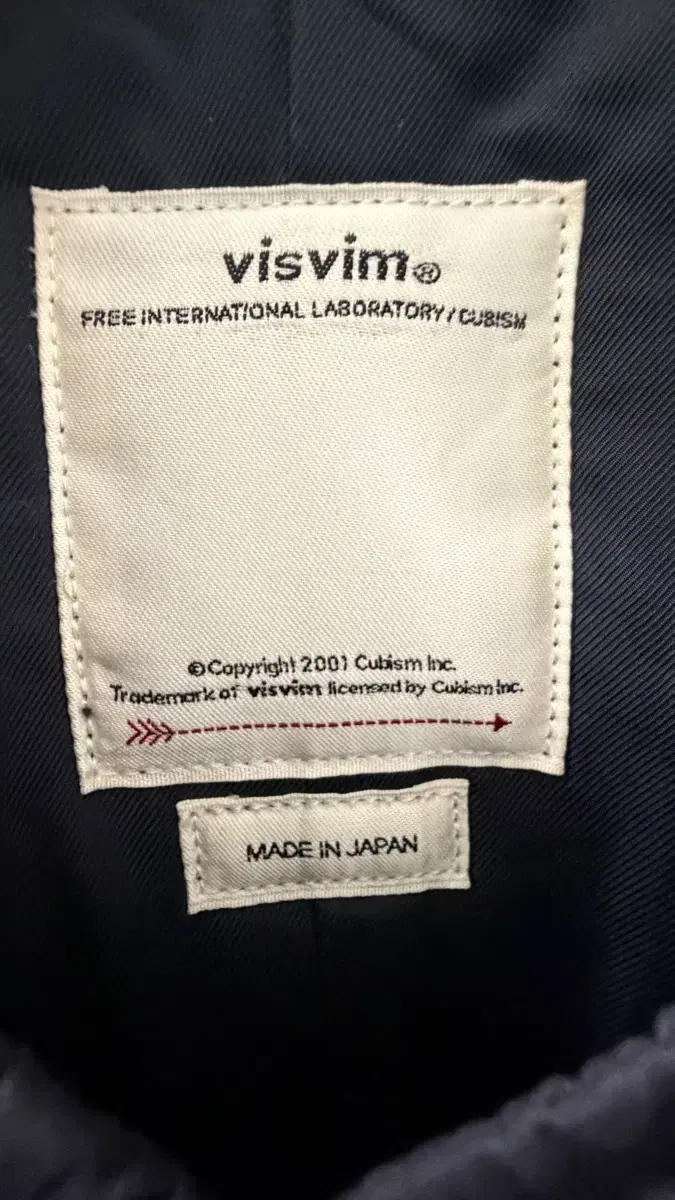 visvim®
FREE INTERNATIONAL LABORATORY/CUBISM
©Copyright 2001 Cubism Inc.
Trademark of visvim licensed by Cubism Inc.
MADE IN JAPAN